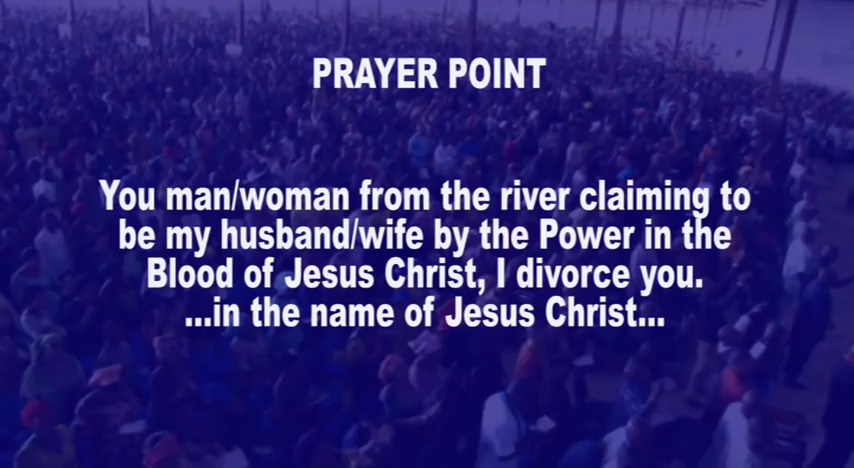 PRAYER POINT
You man/woman from the river claiming to
be my husband/wife by the Power in the
Blood of Jesus Christ, I divorce you.
...in the name of Jesus Christ...